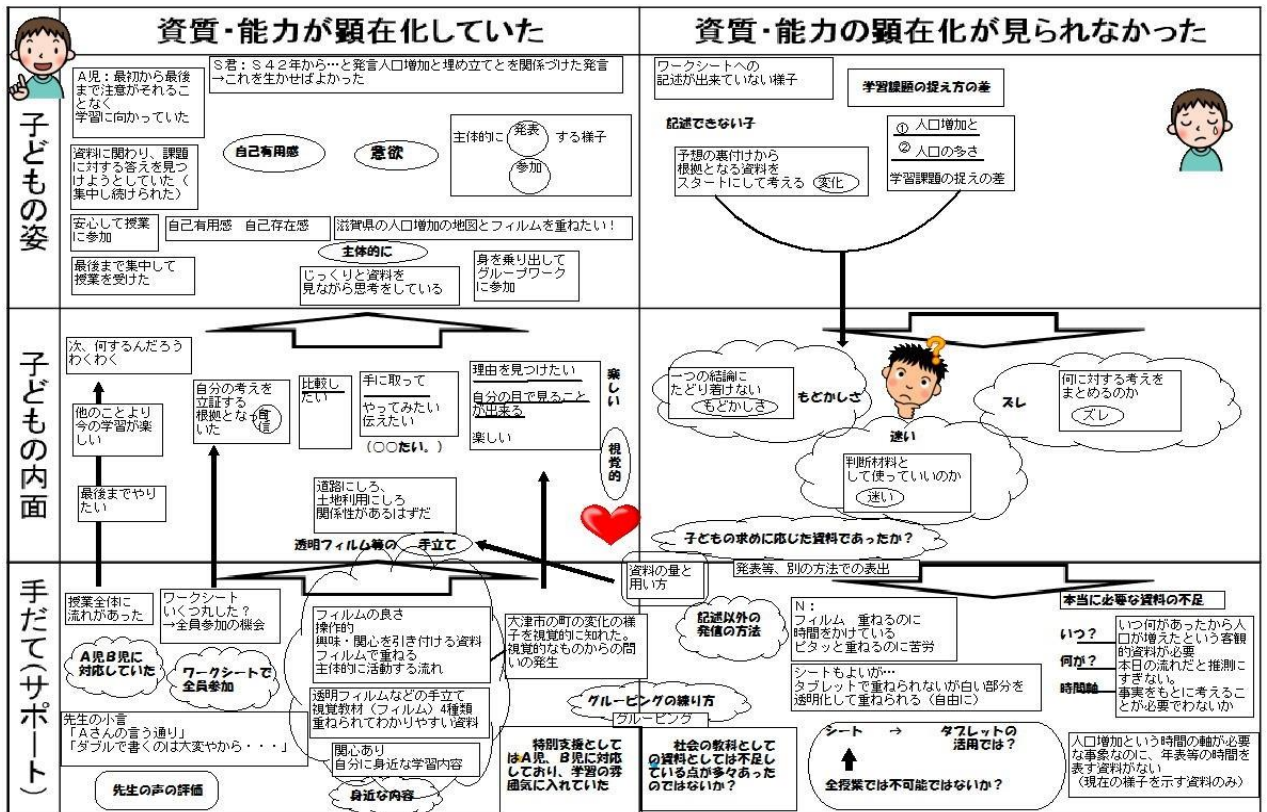 資質・能力が顕在化していた
資質・能力の顕在化が見られなかった
子どもの姿
A児：最初から最後
まで注意がそれるこ
となく
学習に向かっていた
S君：S42年から…と発言人口増加と埋め立てとを関係づけた発言
→これを生かせばよかった
自己有用感
意欲
主体的に 発表 する様子
参加
資料に関わり、課題
に対する答えを見つ
けようとしていた（
集中し続けられた）
安心して授業
に参加
自己有用感 自己存在感
滋賀県の人口増加の地図とフィルムを重ねたい！
主体的に
最後まで集中して
授業を受けた
じっくりと資料を
見ながら思考をしている
身を乗り出して
グループワーク
に参加
ワークシートへの
記述が出来ていない様子
学習課題の捉え方の差
記述できない子
予想の裏付けから
根拠となる資料を
スタートにして考える 変化
① 人口増加と
② 人口の多さ
学習課題の捉えの差
子どもの内面
次、何するんだろう
わくわく
他のことより
今の学習が楽
しい
最後までやり
たい
自分の考えを
立証する
根拠となって
いた
自信
比較し
たい
手に取って
やってみたい
伝えたい
（○○たい。）
理由を見つけたい
自分の目で見ること
が出来る
楽しい
楽しい
視覚的
道路にしろ、
土地利用にしろ
関係性があるはずだ
透明フィルム等の 手立て
一つの結論に
たどり着けない
もどかしさ
もどかしさ
迷い
判断材料と
して使っていいのか
迷い
ズレ
何に対する考えを
まとめるのか
ズレ
子どもの求めに応じた資料であったか？
手だて（サポート）
授業全体に
流れがあった
A児B児に
対応していた
ワークシート
いくつ丸した？
→全員参加の機会
ワークシートで
全員参加
先生の小言
「Aさんの言う通り」
「ダブルで書くのは大変やから・・・」
先生の声の評価
フィルムの良さ
操作的
興味・関心を引き付ける資料
フィルムで重ねる
主体的に活動する流れ
透明フィルムなどの手立て
視覚教材（フィルム）4種類
重ねられてわかりやすい資料
関心あり
自分に身近な学習内容
身近な内容
大津市の町の変化の様
子を視覚的に知れた。
視覚的なものからの問
いの発生
資料の量と
用い方
グルーピングの練り方
グルーピング
特別支援として
はA児、B児に対応
しており、学習の雰
囲気に入れていた
発表等、別の方法での表出
記述以外の
発信の方法
N：
フィルム 重ねるのに
時間をかけている
ピタッと重ねるのに苦労
シートもよいが…
タブレットで重ねられないが白い部分を
透明化して重ねられる（自由に）
社会の教科として
の資料としては不足し
ている点が多々あった
のではないか？
シート → タブレットの
活用では？
全授業では不可能ではないか？
本当に必要な資料の不足
いつ？
何が？
時間軸
いつ何があったから人
口が増えたという客観
的資料が必要
本日の流れだと推測に
すぎない。
事実をもとに考えるこ
とが必要でわないか
人口増加という時間の軸が必要
な事象なのに、年表等の時間を
表す資料がない
（現在の様子を示す資料のみ）